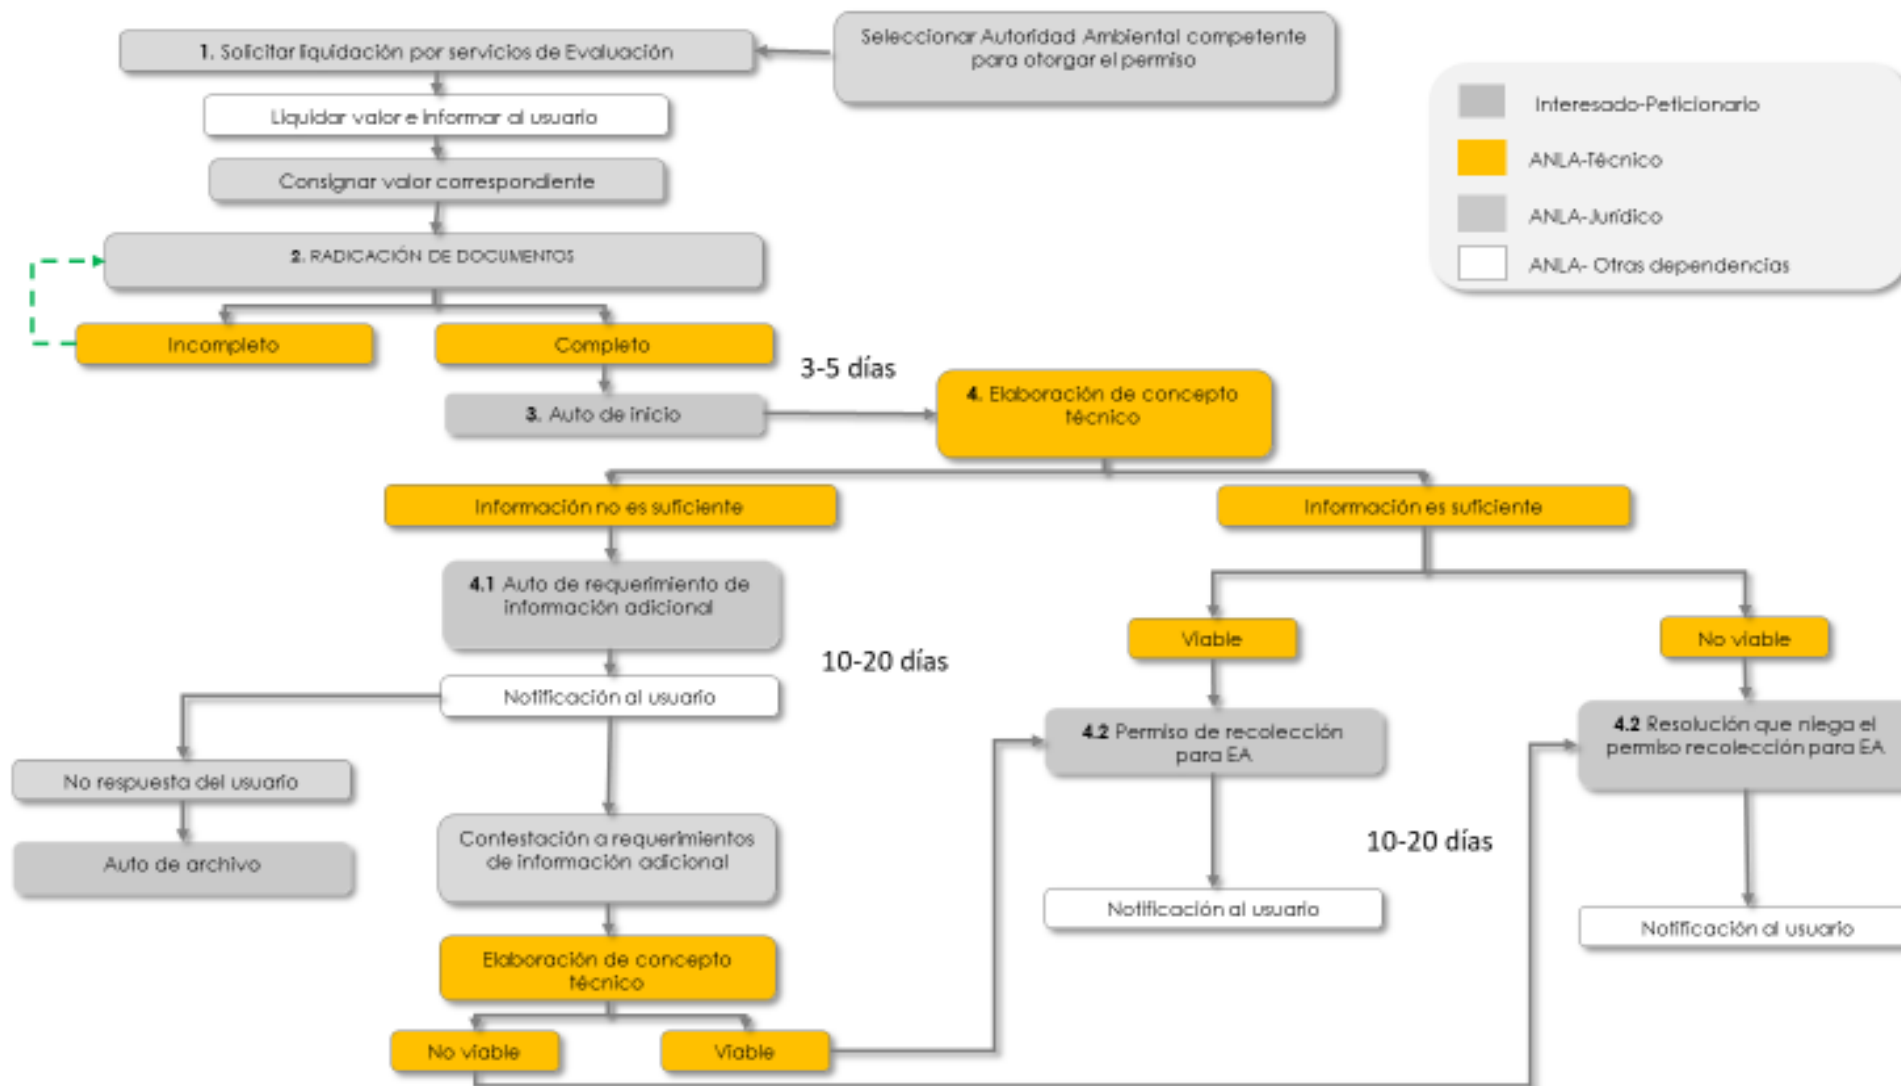 Seleccionar Autoridad Ambiental competente
para otorgar el permiso
1. Solicitar liquidación por servicios de Evaluación
Liquidar valor e informar al usuario
Consignar valor correspondiente
2. RADICACIÓN DE DOCUMENTOS
Incompleto
Completo
3-5 días
3. Auto de inicio
4. Elaboración de concepto
técnico
Interesado-Peticionario
ANLA-Técnico
ANLA-Jurídico
ANLA- Otras dependencias
Información no es suficiente
Información es suficiente
4.1 Auto de requerimiento de
información adicional
10-20 días
Notificación al usuario
No respuesta del usuario
Auto de archivo
Contestación a requerimientos
de información adicional
Elaboración de concepto
técnico
No viable
Viable
Viable
No viable
4.2 Permiso de recolección
para EA
4.2 Resolución que niega el
permiso recolección para EA
10-20 días
Notificación al usuario
Notificación al usuario